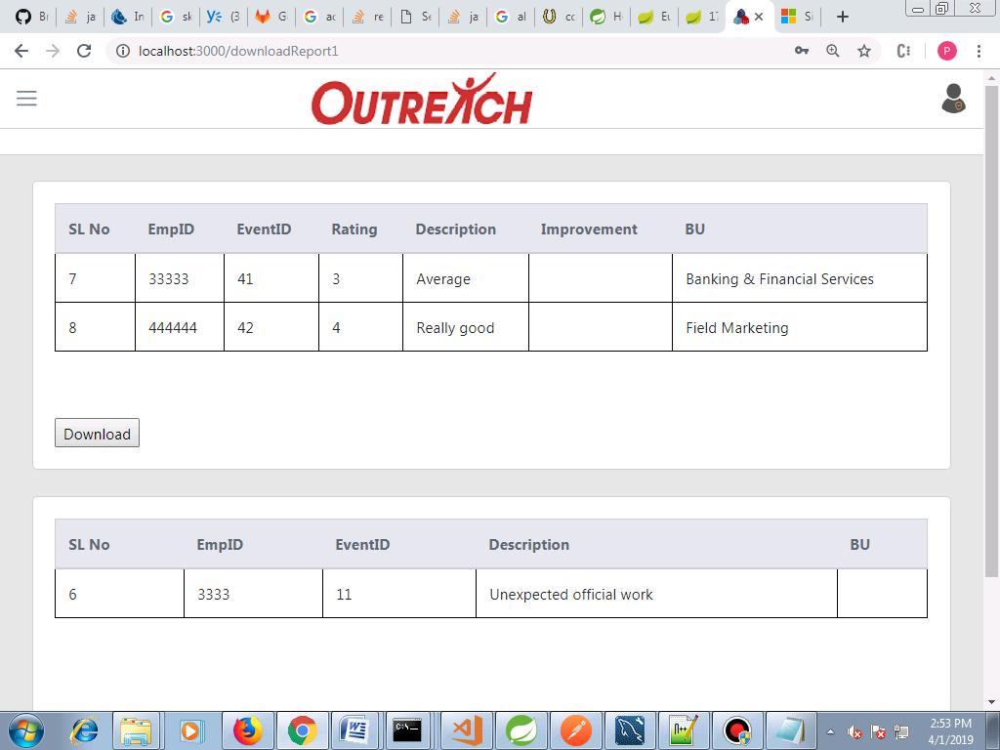 Br ja In sk (3 G ac re Se ja al cc H Eu 17 Si
localhost:3000/downloadReport1
P
OUTREACH
SL No EmpID EventID Rating Description Improvement BU
7 33333 41 3 Average Banking & Financial Services
8 444444 42 4 Really good Field Marketing
Download
SL No EmpID EventID Description BU
6 3333 11 Unexpected official work
2:53 PM
4/1/2019